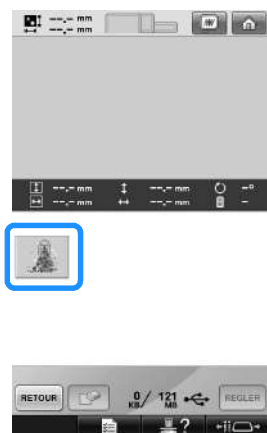 --,- mm
--,- mm
--,- mm --,- mm --°
--,- mm --,- mm -
RETOUR 0 KB / 121 MB REGLER
?